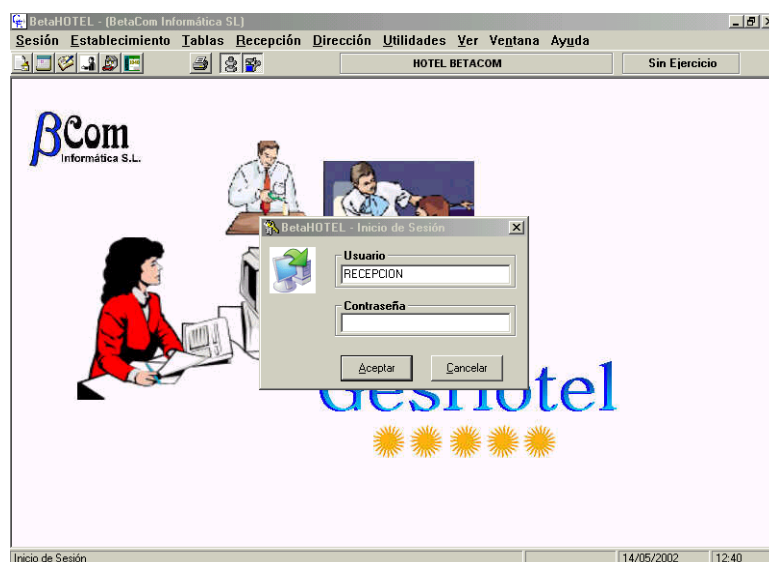 BetaHOTEL - (BetaCom Informática SL)
Sesión Establecimiento Tablas Recepción Dirección Utilidades Ver Ventana Ayuda
HOTEL BETACOM Sin Ejercicio
βCom
Informática S.L.
BetaHOTEL - Inicio de Sesión
Usuario
RECEPCION
Contraseña
Aceptar Cancelar
GesHotel
Inicio de Sesión 14/05/2002 12:40